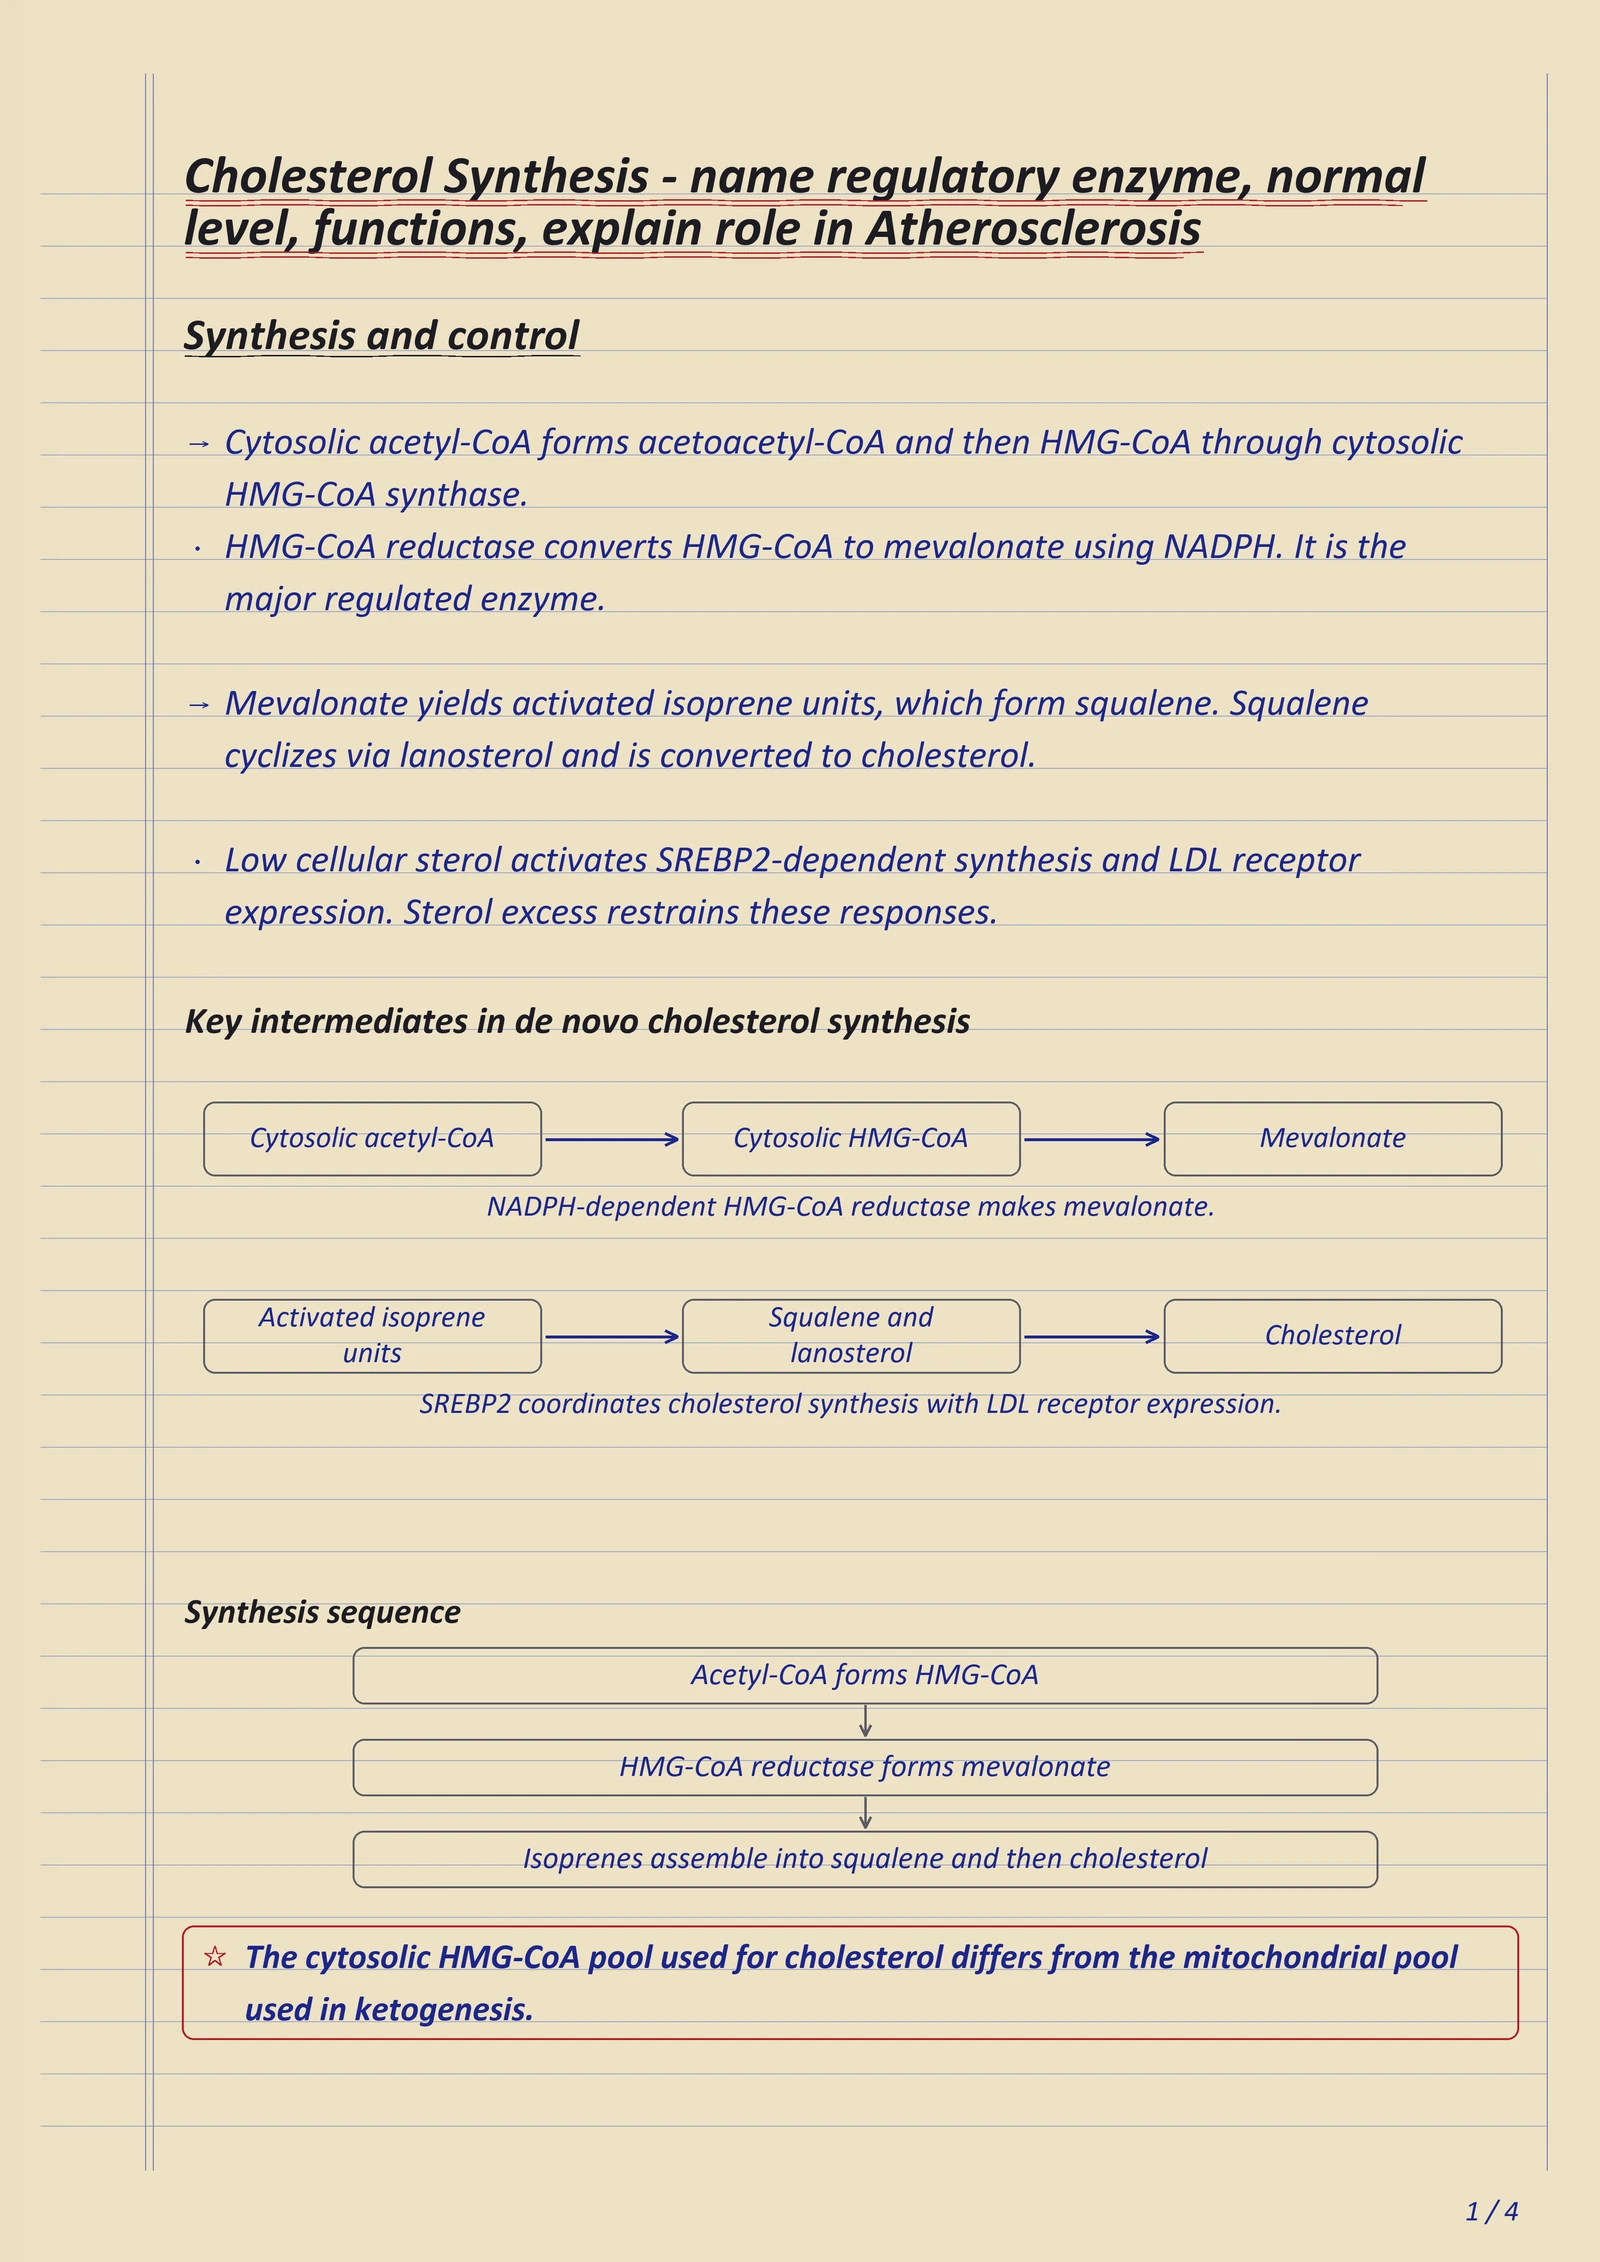 Cholesterol Synthesis - name regulatory enzyme, normal
level, functions, explain role in Atherosclerosis
Synthesis and control
→ Cytosolic acetyl-CoA forms acetoacetyl-CoA and then HMG-CoA through cytosolic
HMG-CoA synthase.
· HMG-CoA reductase converts HMG-CoA to mevalonate using NADPH. It is the
major regulated enzyme.
→ Mevalonate yields activated isoprene units, which form squalene. Squalene
cyclizes via lanosterol and is converted to cholesterol.
· Low cellular sterol activates SREBP2-dependent synthesis and LDL receptor
expression. Sterol excess restrains these responses.
Key intermediates in de novo cholesterol synthesis
Cytosolic acetyl-CoA
Cytosolic HMG-CoA
Mevalonate
NADPH-dependent HMG-CoA reductase makes mevalonate.
Activated isoprene
units
Squalene and
lanosterol
Cholesterol
SREBP2 coordinates cholesterol synthesis with LDL receptor expression.
Synthesis sequence
Acetyl-CoA forms HMG-CoA
HMG-CoA reductase forms mevalonate
Isoprenes assemble into squalene and then cholesterol
☆ The cytosolic HMG-CoA pool used for cholesterol differs from the mitochondrial pool
used in ketogenesis.
1 / 4